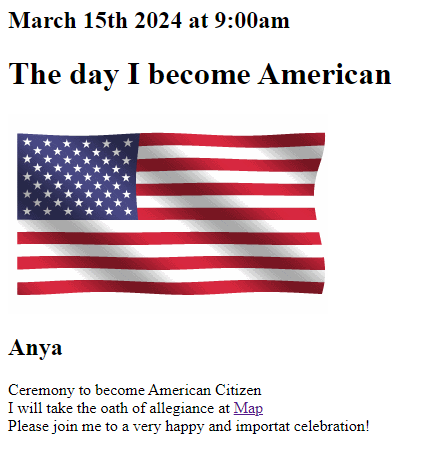 March 15th 2024 at 9:00am
The day I become American
Anya
Ceremony to become American Citizen
I will take the oath of allegiance at Map
Please join me to a very happy and importat celebration!